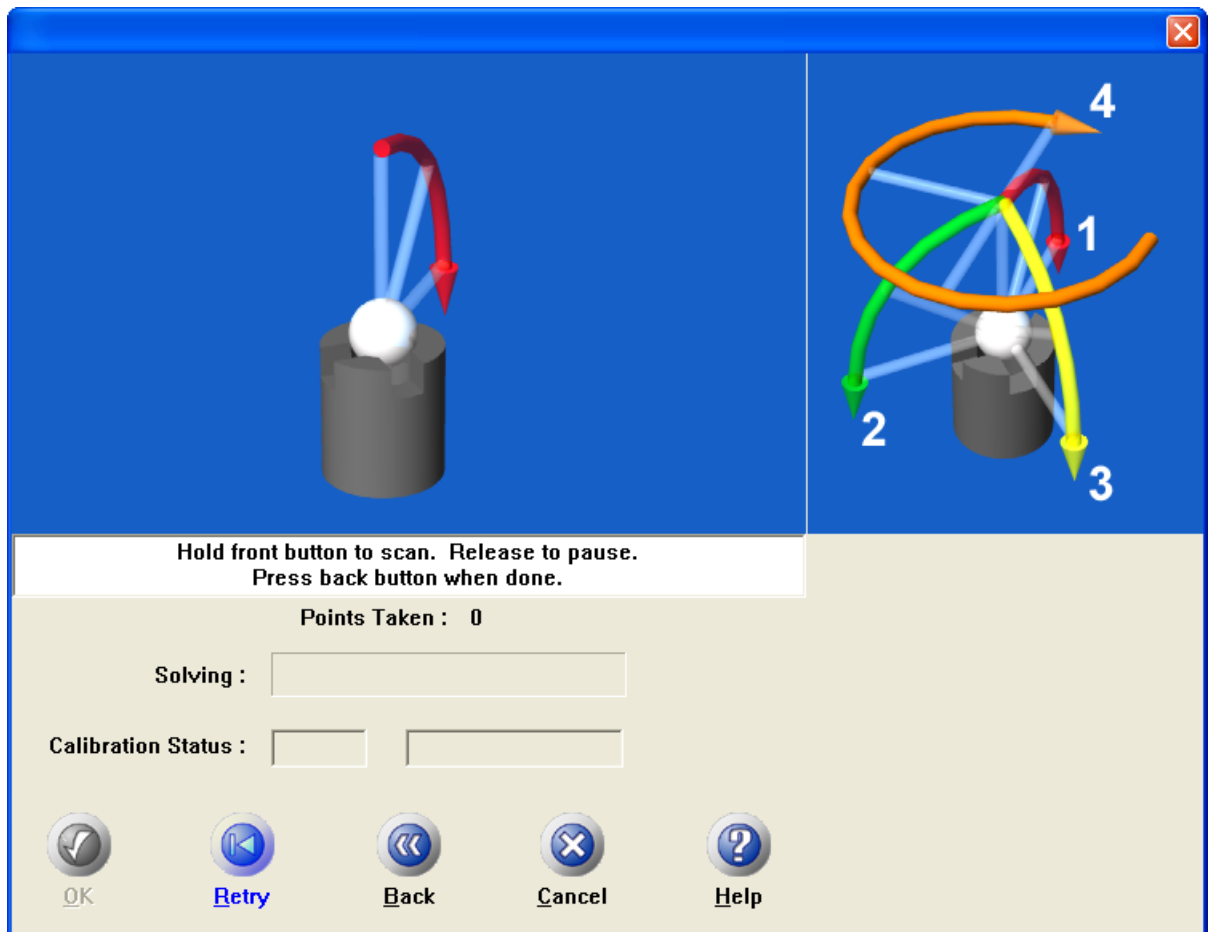 4
1
2
3
Hold front button to scan. Release to pause.
Press back button when done.
Points Taken : 0
Solving :
Calibration Status :
OK
Retry
Back
Cancel
Help